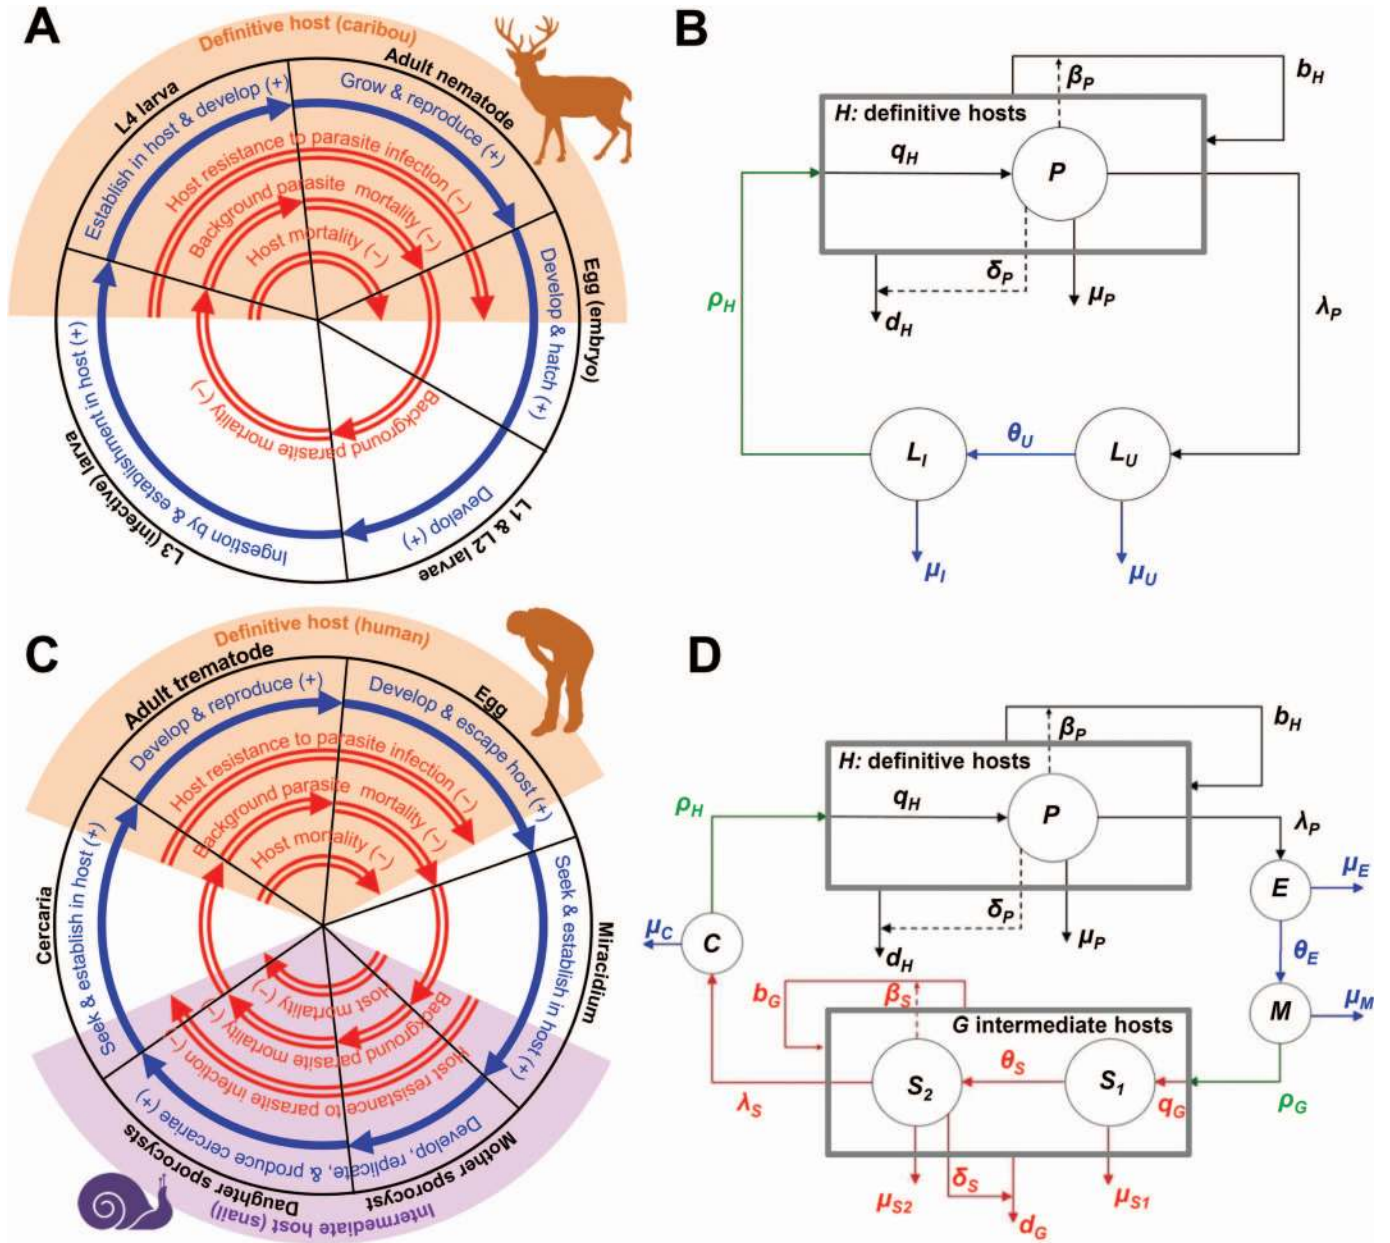 A
Definitive host (caribou)
L4 larva
Adult nematode
Establish in host & develop (+)
Grow & reproduce (+)
Host resistance to parasite infection (−)
Background parasite mortality (−)
Host mortality (−)
Egg (embryo)
Develop & hatch (+)
Background parasite mortality (−)
L1 & L2 larvae
Develop (+)
L3 (infective) larva
Ingestion by & establishment in host (+)
B
H: definitive hosts
β_P
b_H
q_H
P
δ_P
μ_P
d_H
ρ_H
λ_P
L_I
θ_U
L_U
μ_I
μ_U
C
Definitive host (human)
Adult trematode
Egg
Develop & reproduce (+)
Develop & escape host (+)
Host resistance to parasite infection (−)
Background parasite mortality (−)
Host mortality (−)
Cercaria
Seek & establish in host (+)
Miracidium
Seek & establish in host (+)
Host mortality (−)
Background parasite mortality (−)
Host resistance to parasite infection (−)
Develop, replicate, & produce cercariae (+)
Mother sporocyst
Daughter sporocysts
Intermediate host (snail)
D
β_P
b_H
H: definitive hosts
ρ_H
q_H
P
λ_P
E
μ_E
δ_P
μ_P
d_H
C
μ_C
θ_E
M
μ_M
b_G
β_S
G intermediate hosts
S_2
θ_S
S_1
q_G
λ_S
ρ_G
μ_S2
δ_S
μ_S1
d_G